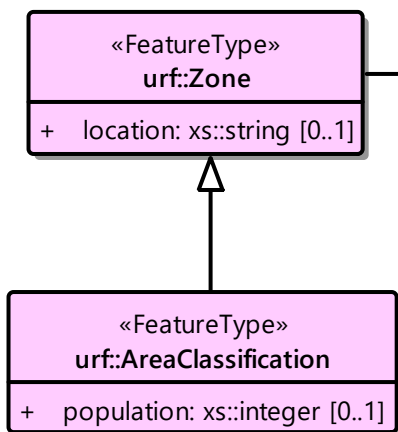 «FeatureType»
urf::Zone
+ location: xs::string [0..1]
«FeatureType»
urf::AreaClassification
+ population: xs::integer [0..1]